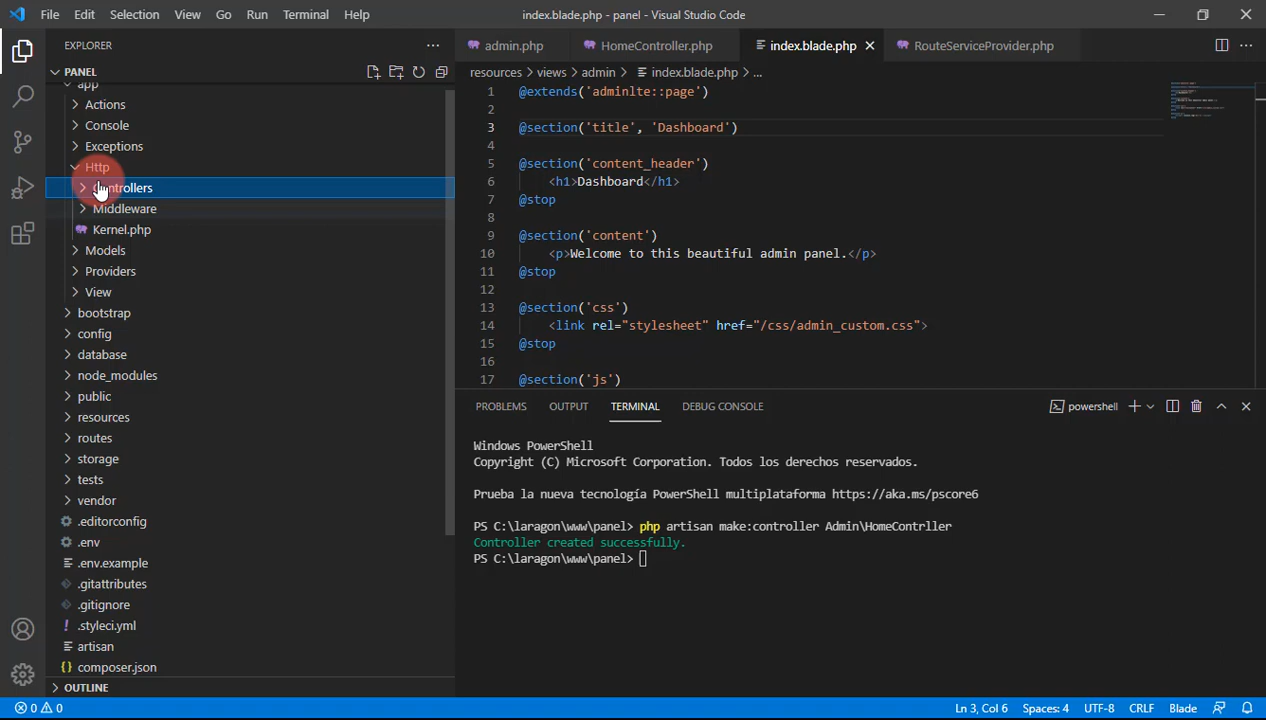 File Edit Selection View Go Run Terminal Help index.blade.php - panel - Visual Studio Code
EXPLORER
PANEL
app
Actions
Console
Exceptions
Http
Controllers
Middleware
Kernel.php
Models
Providers
View
bootstrap
config
database
node_modules
public
resources
routes
storage
tests
vendor
.editorconfig
.env
.env.example
.gitattributes
.gitignore
.styleci.yml
artisan
composer.json
OUTLINE
admin.php HomeController.php index.blade.php RouteServiceProvider.php
resources > views > admin > index.blade.php > ...
1 @extends('adminlte::page')
2
3 @section('title', 'Dashboard')
4
5 @section('content_header')
6 <h1>Dashboard</h1>
7 @stop
8
9 @section('content')
10 <p>Welcome to this beautiful admin panel.</p>
11 @stop
12
13 @section('css')
14 <link rel="stylesheet" href="/css/admin_custom.css">
15 @stop
16
17 @section('js')
PROBLEMS OUTPUT TERMINAL DEBUG CONSOLE powershell
Windows PowerShell
Copyright (C) Microsoft Corporation. Todos los derechos reservados.
Prueba la nueva tecnología PowerShell multiplataforma https://aka.ms/pscore6
PS C:\laragon\www\panel> php artisan make:controller Admin\HomeContrller
Controller created successfully.
PS C:\laragon\www\panel>
0 0 Ln 3, Col 6 Spaces: 4 UTF-8 CRLF Blade